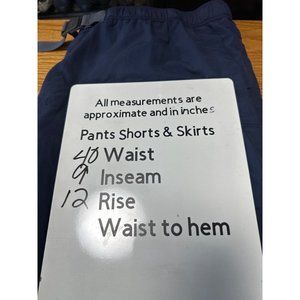 All measurements are
approximate and in inches
Pants Shorts & Skirts
40 Waist
9 Inseam
12 Rise
Waist to hem